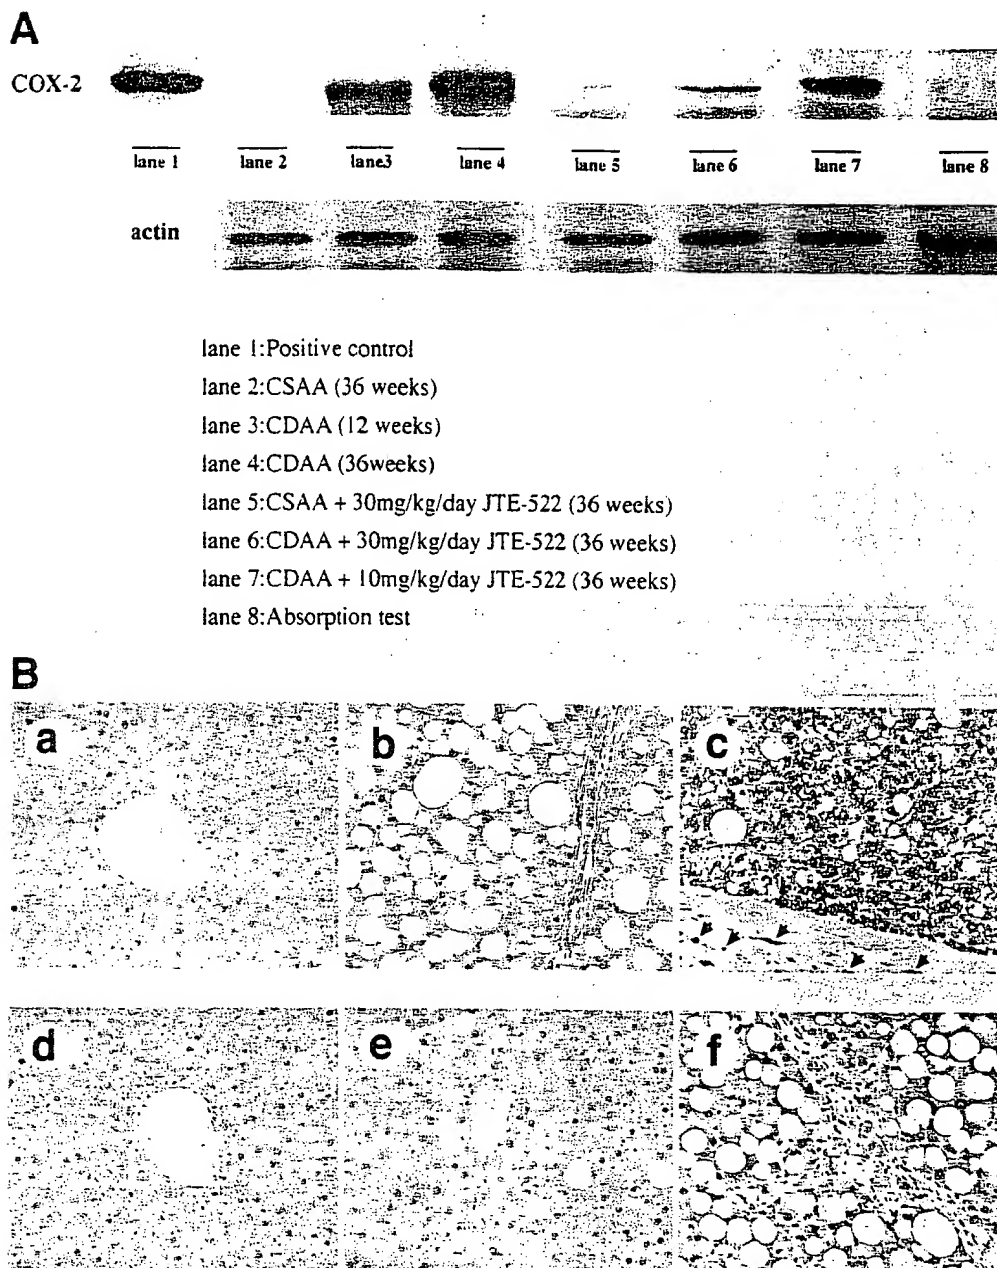 A
COX-2
lane 1 lane 2 lane3 lane 4 lane 5 lane 6 lane 7 lane 8
actin
lane 1:Positive control
lane 2:CSAA (36 weeks)
lane 3:CDAA (12 weeks)
lane 4:CDAA (36weeks)
lane 5:CSAA + 30mg/kg/day JTE-522 (36 weeks)
lane 6:CDAA + 30mg/kg/day JTE-522 (36 weeks)
lane 7:CDAA + 10mg/kg/day JTE-522 (36 weeks)
lane 8:Absorption test
B
a b c
d e f